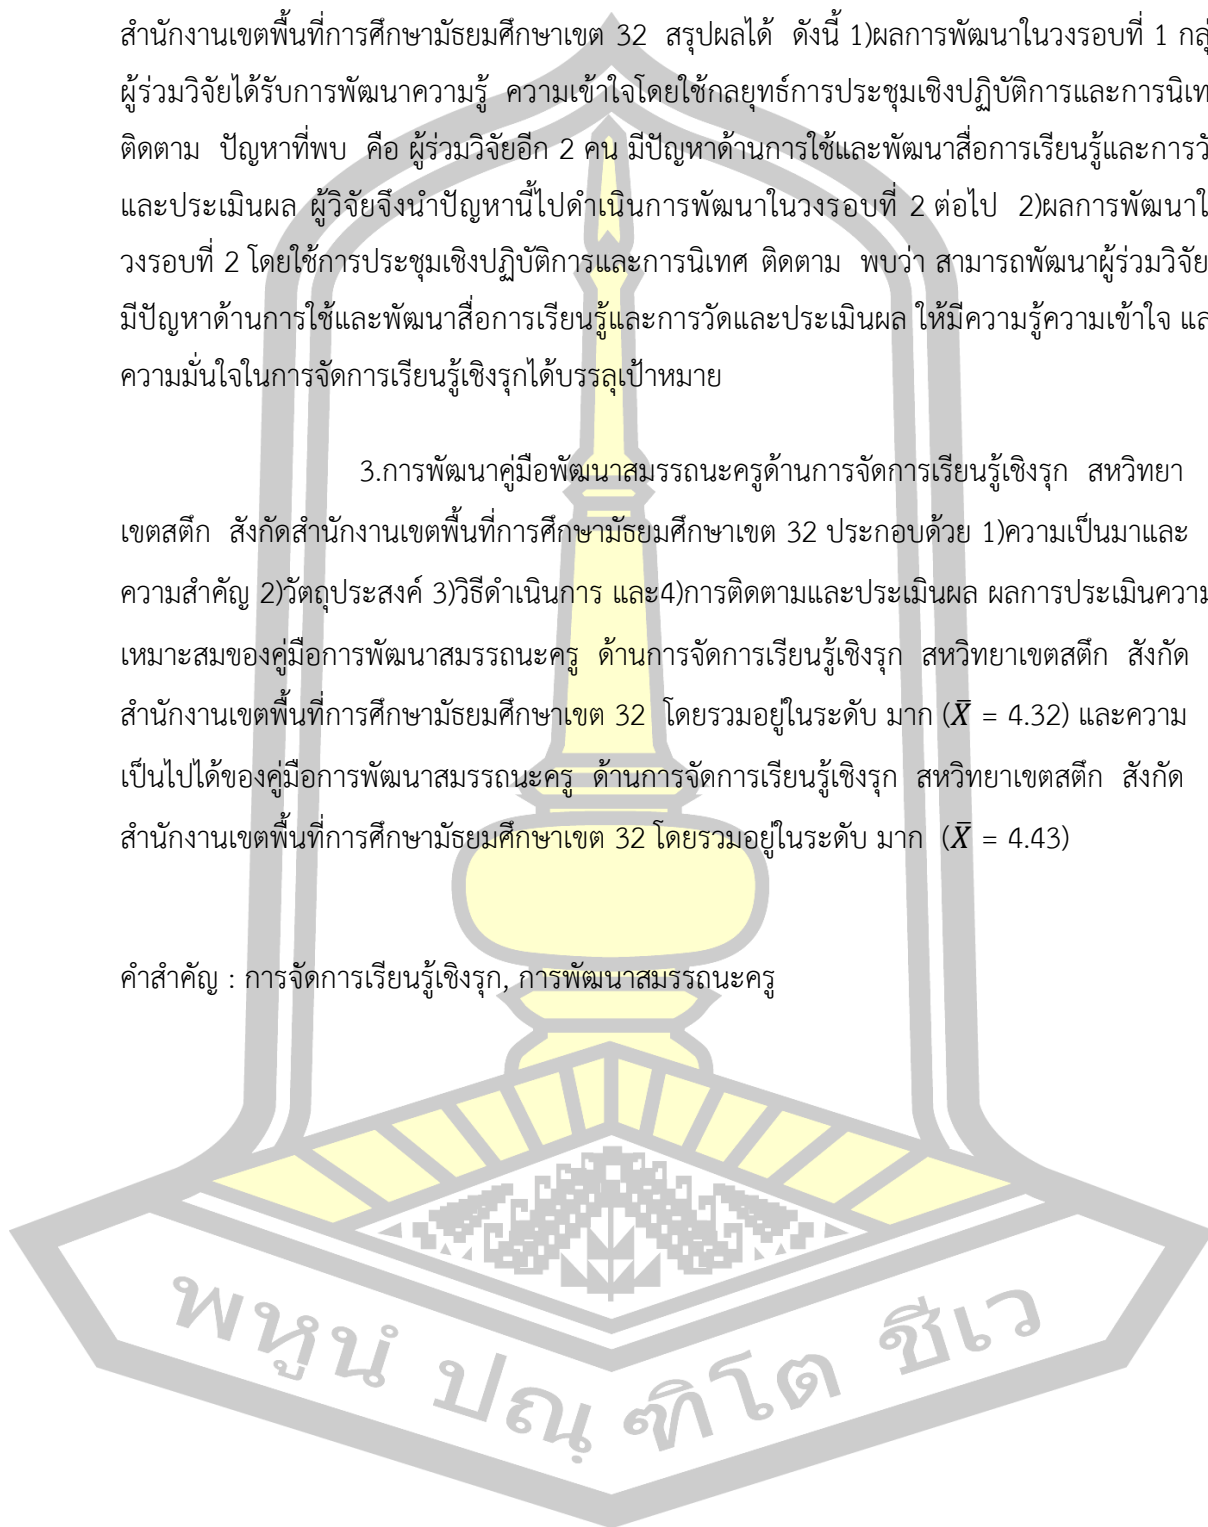 สำนักงานเขตพื้นที่การศึกษามัธยมศึกษาเขต 32 สรุปผลได้ ดังนี้ 1)ผลการพัฒนาในวงรอบที่ 1
ผู้ร่วมวิจัยได้รับการพัฒนาความรู้ ความเข้าใจโดยใช้กลยุทธ์การประชุมเชิงปฏิบัติการและการนิเท
ติดตาม ปัญหาที่พบ คือ ผู้ร่วมวิจัยอีก 2 คน มีปัญหาด้านการใช้และพัฒนาสื่อการเรียนรู้และการวั
และประเมินผล ผู้วิจัยจึงนำปัญหานี้ไปดำเนินการพัฒนาในวงรอบที่ 2 ต่อไป 2)ผลการพัฒนาใ
วงรอบที่ 2 โดยใช้การประชุมเชิงปฏิบัติการและการนิเทศ ติดตาม พบว่า สามารถพัฒนาผู้ร่วมวิจัย
มีปัญหาด้านการใช้และพัฒนาสื่อการเรียนรู้และการวัดและประเมินผล ให้มีความรู้ความเข้าใจ แล
ความมั่นใจในการจัดการเรียนรู้เชิงรุกได้บรรลุเป้าหมาย
3.การพัฒนาคู่มือพัฒนาสมรรถนะครูด้านการจัดการเรียนรู้เชิงรุก สหวิทยา
เขตสตึก สังกัดสำนักงานเขตพื้นที่การศึกษามัธยมศึกษาเขต 32 ประกอบด้วย 1)ความเป็นมาและ
ความสำคัญ 2)วัตถุประสงค์ 3)วิธีดำเนินการ และ4)การติดตามและประเมินผล ผลการประเมินความ
เหมาะสมของคู่มือการพัฒนาสมรรถนะครู ด้านการจัดการเรียนรู้เชิงรุก สหวิทยาเขตสตึก สังกัด
สำนักงานเขตพื้นที่การศึกษามัธยมศึกษาเขต 32 โดยรวมอยู่ในระดับ มาก (X̄ = 4.32) และความ
เป็นไปได้ของคู่มือการพัฒนาสมรรถนะครู ด้านการจัดการเรียนรู้เชิงรุก สหวิทยาเขตสตึก สังกัด
สำนักงานเขตพื้นที่การศึกษามัธยมศึกษาเขต 32 โดยรวมอยู่ในระดับ มาก (X̄ = 4.43)
คำสำคัญ : การจัดการเรียนรู้เชิงรุก, การพัฒนาสมรรถนะครู
พหูนํ ปณฺ ฑิโต ชีเว